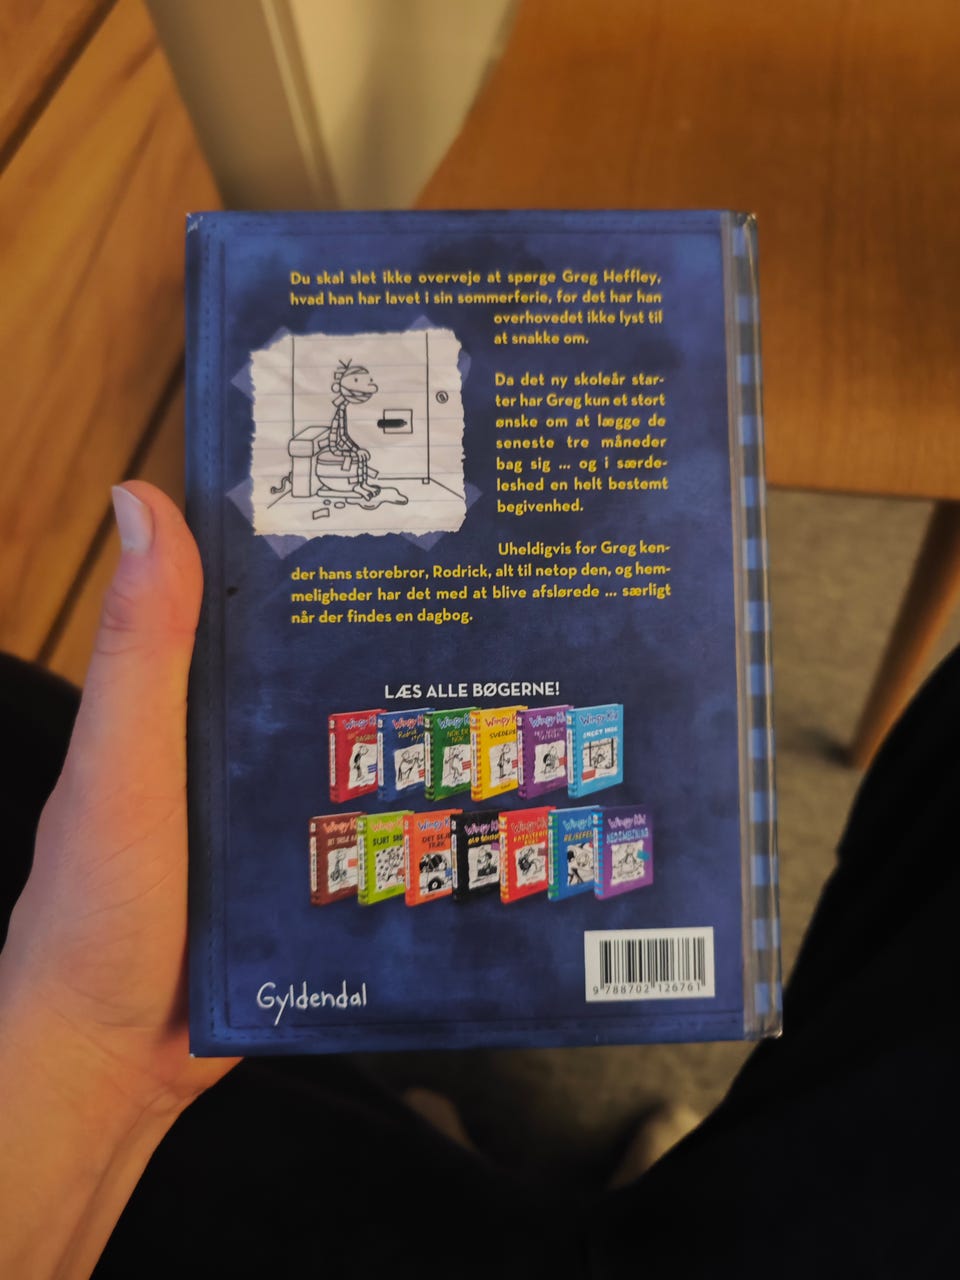 Du skal slet ikke overveje at spørge Greg Heffley,
hvad han har lavet i sin sommerferie, for det har han
overhovedet ikke lyst til
at snakke om.
Da det ny skoleår star-
ter har Greg kun et stort
ønske om at lægge de
seneste tre måneder
bag sig ... og i særde-
leshed en helt bestemt
begivenhed.
Uheldigvis for Greg ken-
der hans storebror, Rodrick, alt til netop den, og hem-
meligheder har det med at blive afslørede ... særligt
når der findes en dagbog.
LÆS ALLE BØGERNE!
Gyldendal
9 788702 126761